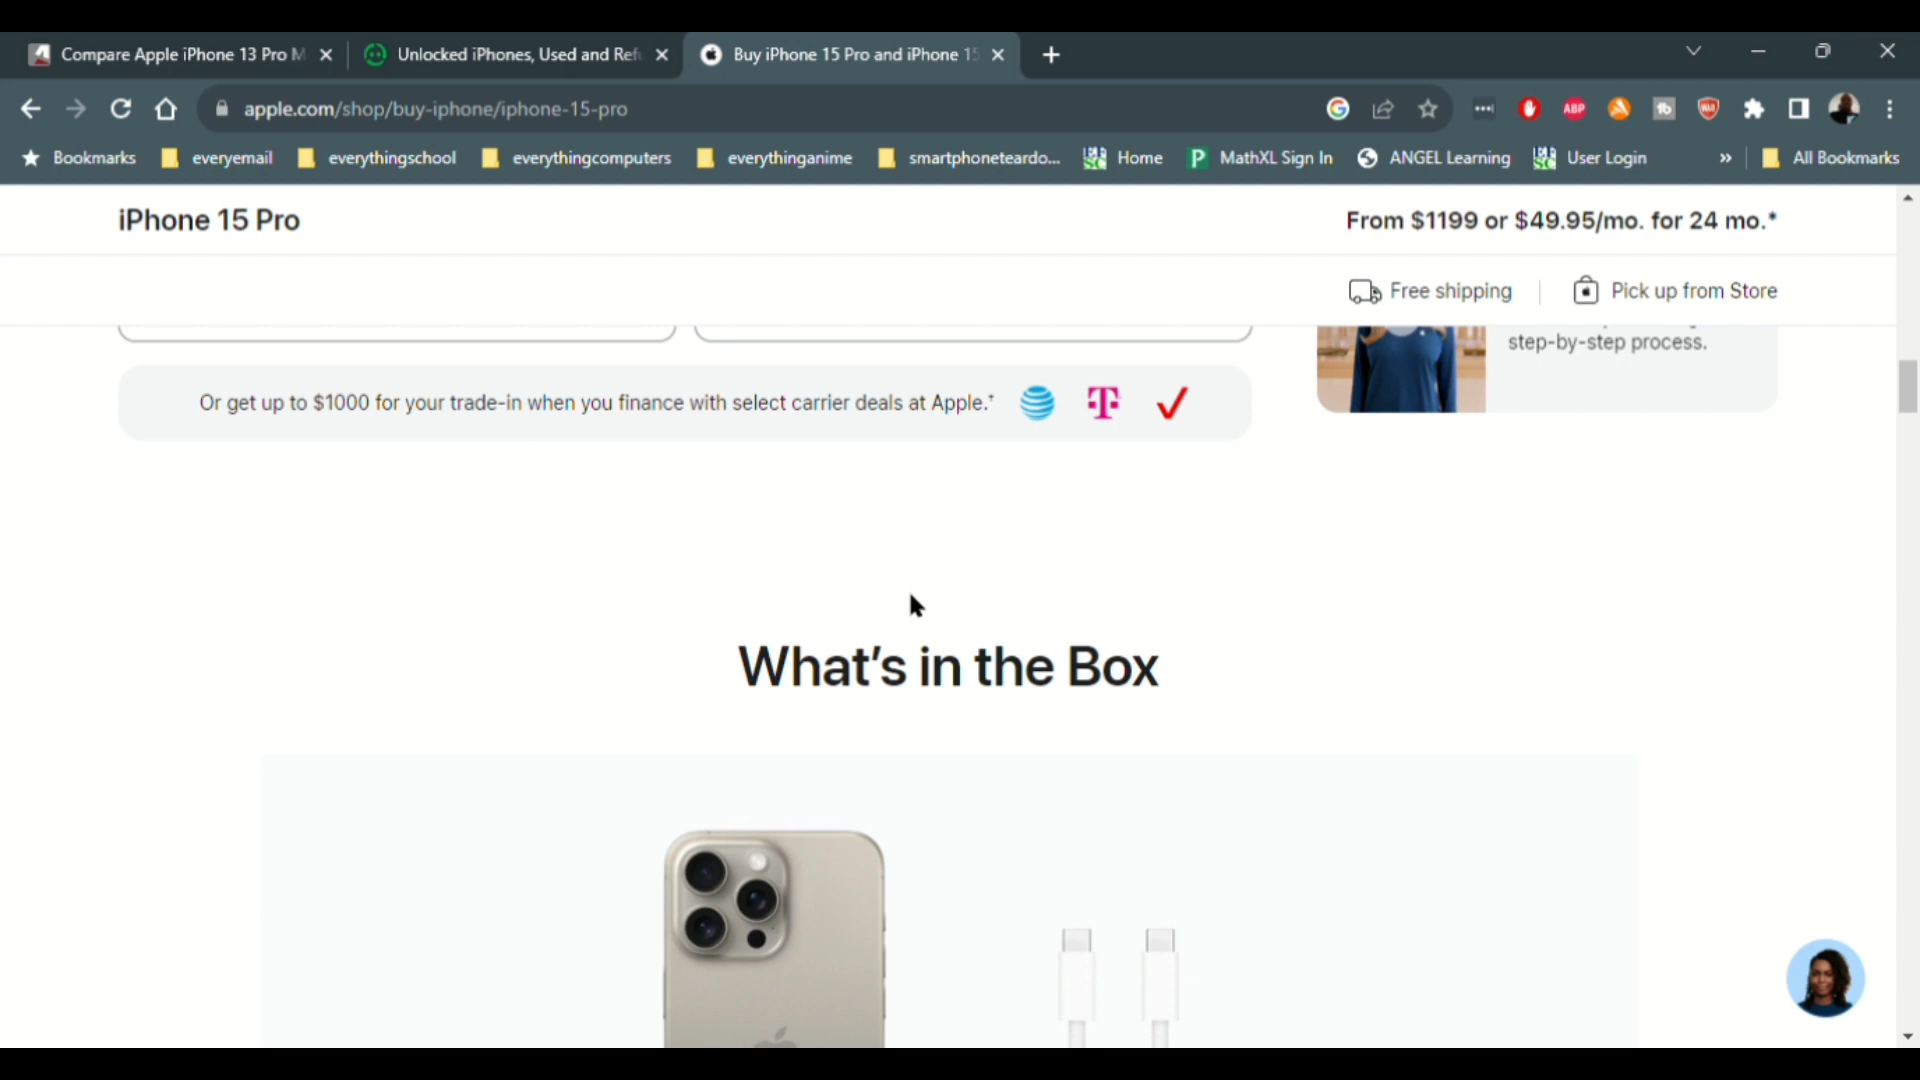 Compare Apple iPhone 13 Pro M
Unlocked iPhones, Used and Ref
Buy iPhone 15 Pro and iPhone 15
apple.com/shop/buy-iphone/iphone-15-pro
ABP
Bookmarks
everyemail
everythingschool
everythingcomputers
everythinganime
smartphoneteardo...
Home
P
MathXL Sign In
ANGEL Learning
User Login
»
All Bookmarks
iPhone 15 Pro
From $1199 or $49.95/mo. for 24 mo.*
Free shipping
Pick up from Store
step-by-step process.
Or get up to $1000 for your trade-in when you finance with select carrier deals at Apple.†
What's in the Box